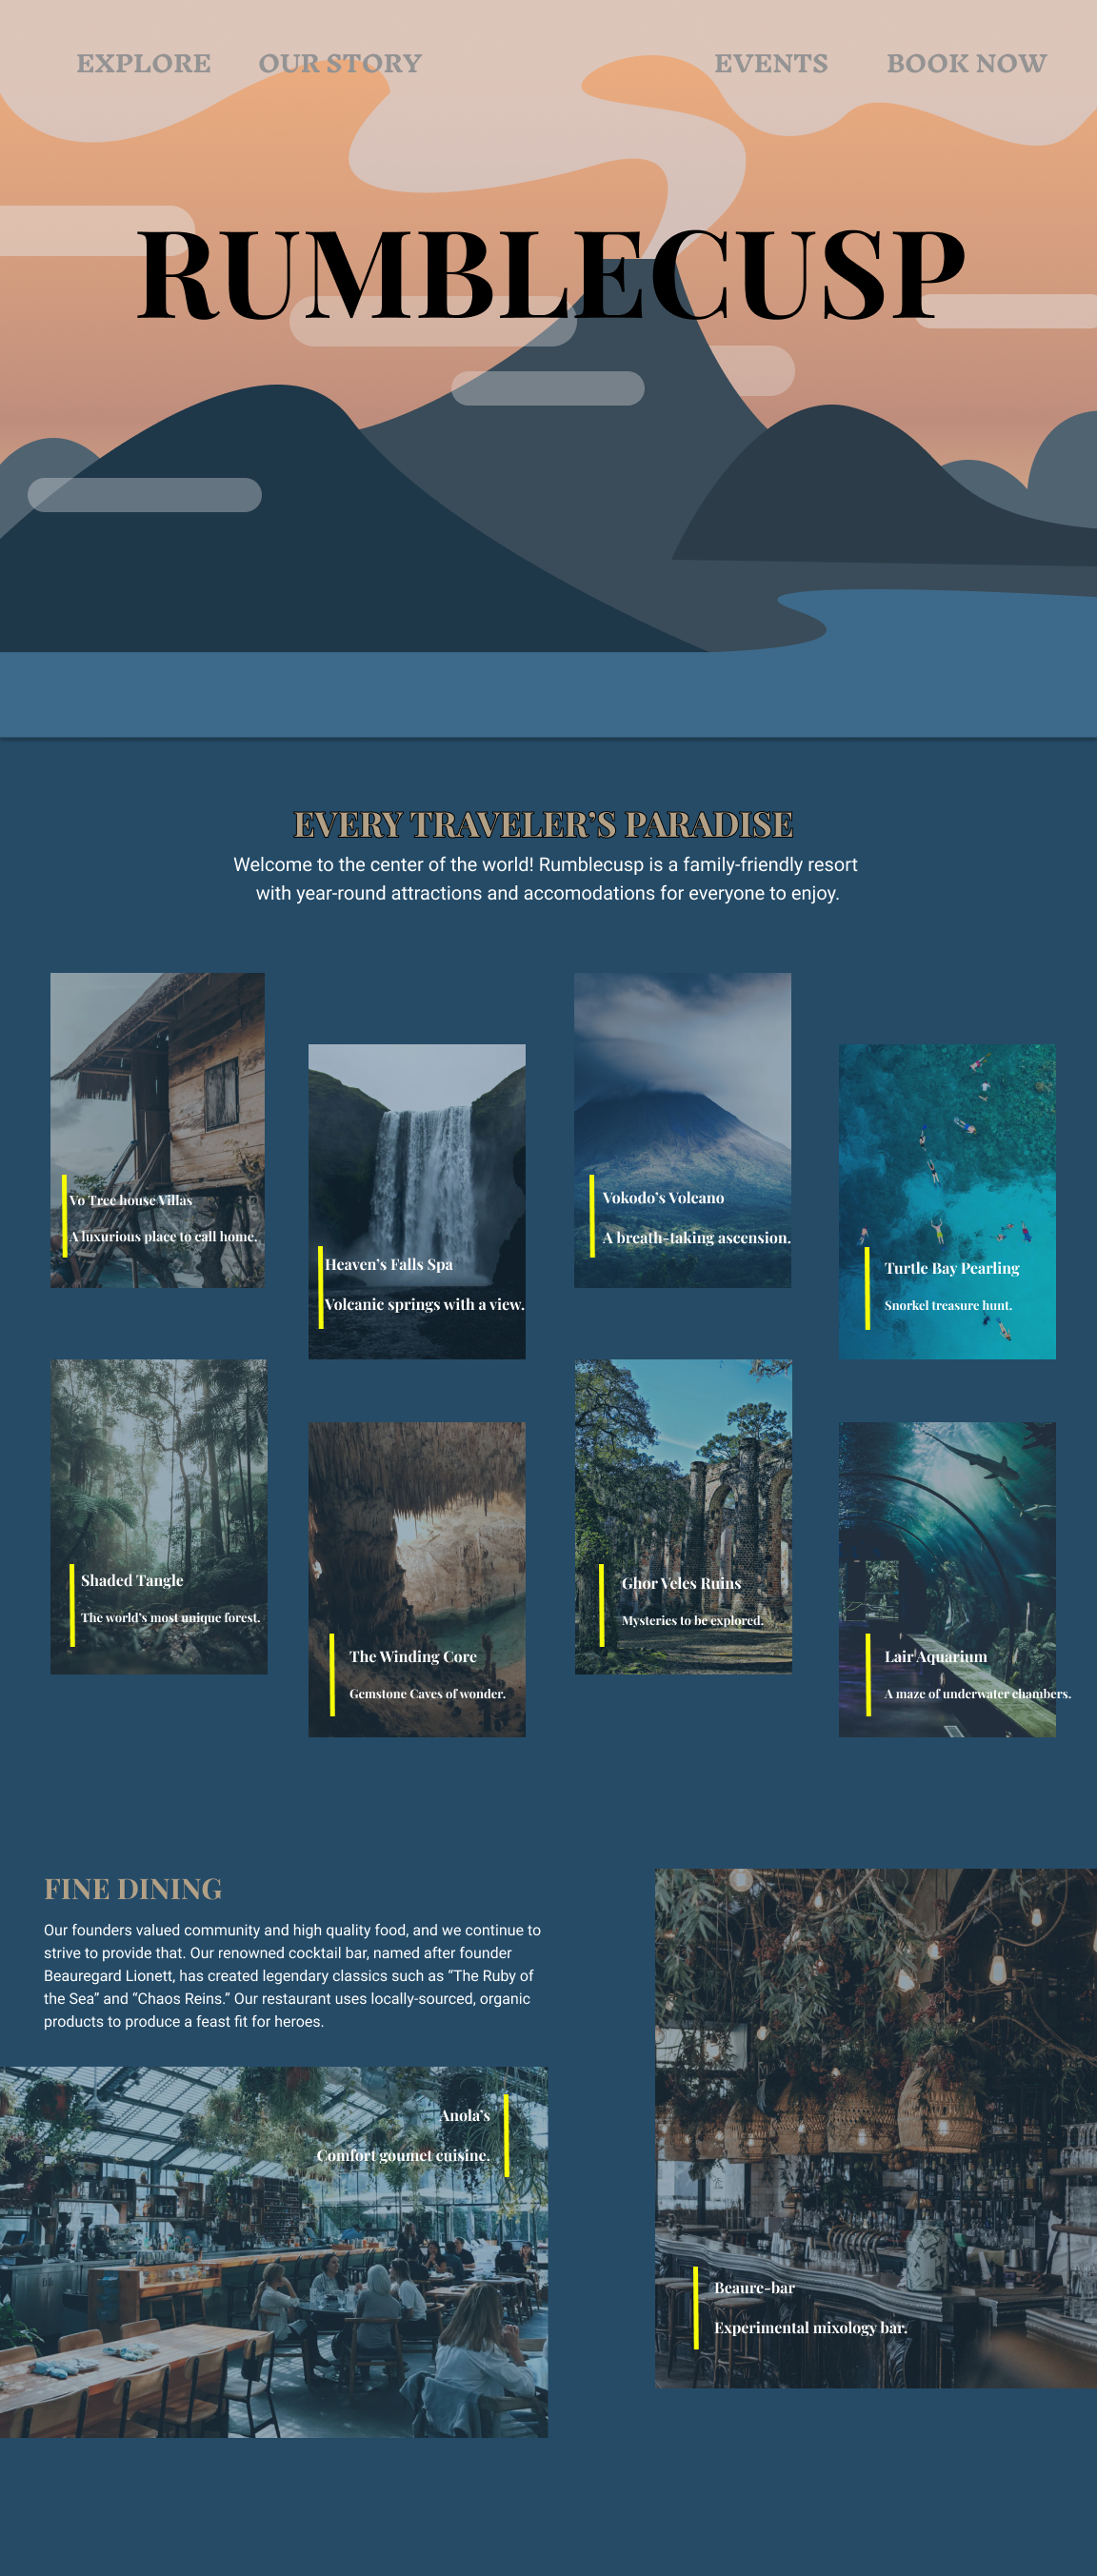 EXPLORE OUR STORY EVENTS BOOK NOW
RUMBLECUSP
EVERY TRAVELER’S PARADISE
Welcome to the center of the world! Rumblecusp is a family-friendly resort
with year-round attractions and accomodations for everyone to enjoy.
Vo Tree house Villas
A luxurious place to call home.
Heaven’s Falls Spa
Volcanic springs with a view.
Vokodo’s Volcano
A breath-taking ascension.
Turtle Bay Pearling
Snorkel treasure hunt.
Shaded Tangle
The world’s most unique forest.
The Winding Core
Gemstone Caves of wonder.
Ghor Veles Ruins
Mysteries to be explored.
Lair Aquarium
A maze of underwater chambers.
FINE DINING
Our founders valued community and high quality food, and we continue to
strive to provide that. Our renowned cocktail bar, named after founder
Beauregard Lionett, has created legendary classics such as “The Ruby of
the Sea” and “Chaos Reins.” Our restaurant uses locally-sourced, organic
products to produce a feast fit for heroes.
Anola’s
Comfort goumet cuisine.
Beaure-bar
Experimental mixology bar.